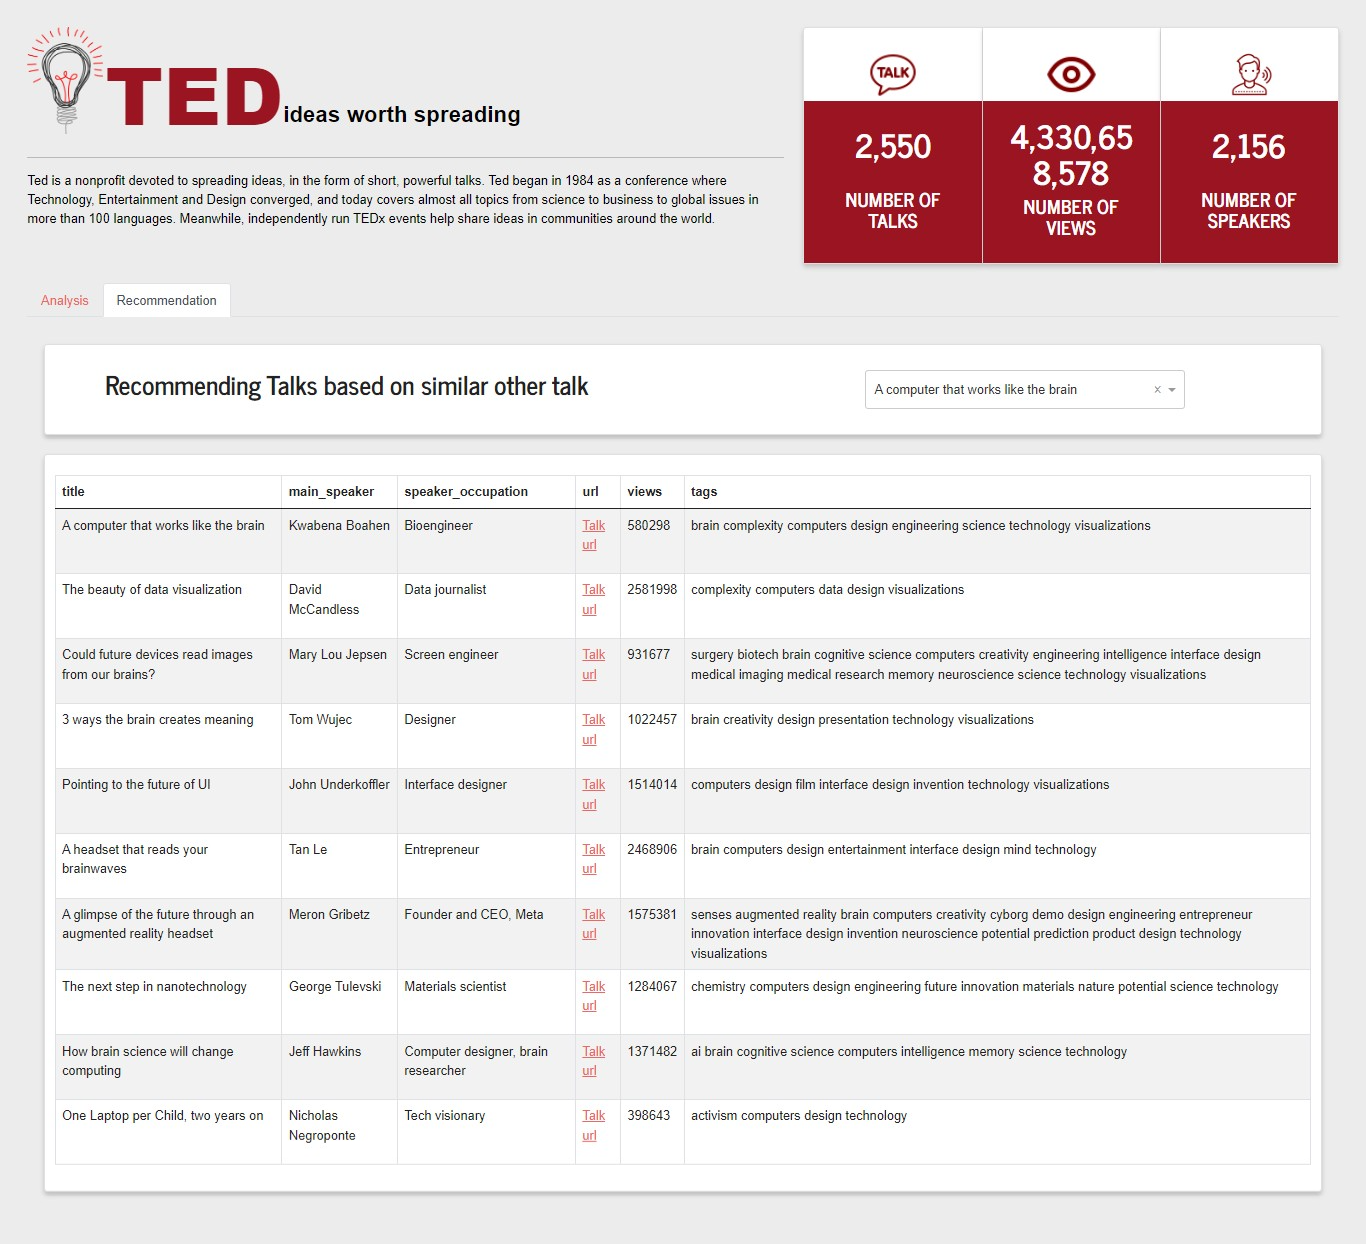 TED ideas worth spreading
Ted is a nonprofit devoted to spreading ideas, in the form of short, powerful talks. Ted began in 1984 as a conference where
Technology, Entertainment and Design converged, and today covers almost all topics from science to business to global issues in
more than 100 languages. Meanwhile, independently run TEDx events help share ideas in communities around the world.
TALK
2,550
NUMBER OF
TALKS
4,330,65
8,578
NUMBER OF
VIEWS
2,156
NUMBER OF
SPEAKERS
Analysis Recommendation
Recommending Talks based on similar other talk
A computer that works like the brain ×
title main_speaker speaker_occupation url views tags
A computer that works like the brain Kwabena Boahen Bioengineer Talk 580298 brain complexity computers design engineering science technology visualizations
url
The beauty of data visualization David Data journalist Talk 2581998 complexity computers data design visualizations
McCandless url
Could future devices read images Mary Lou Jepsen Screen engineer Talk 931677 surgery biotech brain cognitive science computers creativity engineering intelligence interface design
from our brains? url medical imaging medical research memory neuroscience science technology visualizations
3 ways the brain creates meaning Tom Wujec Designer Talk 1022457 brain creativity design presentation technology visualizations
url
Pointing to the future of UI John Underkoffler Interface designer Talk 1514014 computers design film interface design invention technology visualizations
url
A headset that reads your Tan Le Entrepreneur Talk 2468906 brain computers design entertainment interface design mind technology
brainwaves url
A glimpse of the future through an Meron Gribetz Founder and CEO, Meta Talk 1575381 senses augmented reality brain computers creativity cyborg demo design engineering entrepreneur
augmented reality headset url innovation interface design invention neuroscience potential prediction product design technology
visualizations
The next step in nanotechnology George Tulevski Materials scientist Talk 1284067 chemistry computers design engineering future innovation materials nature potential science technology
url
How brain science will change Jeff Hawkins Computer designer, brain Talk 1371482 ai brain cognitive science computers intelligence memory science technology
computing researcher url
One Laptop per Child, two years on Nicholas Tech visionary Talk 398643 activism computers design technology
Negroponte url